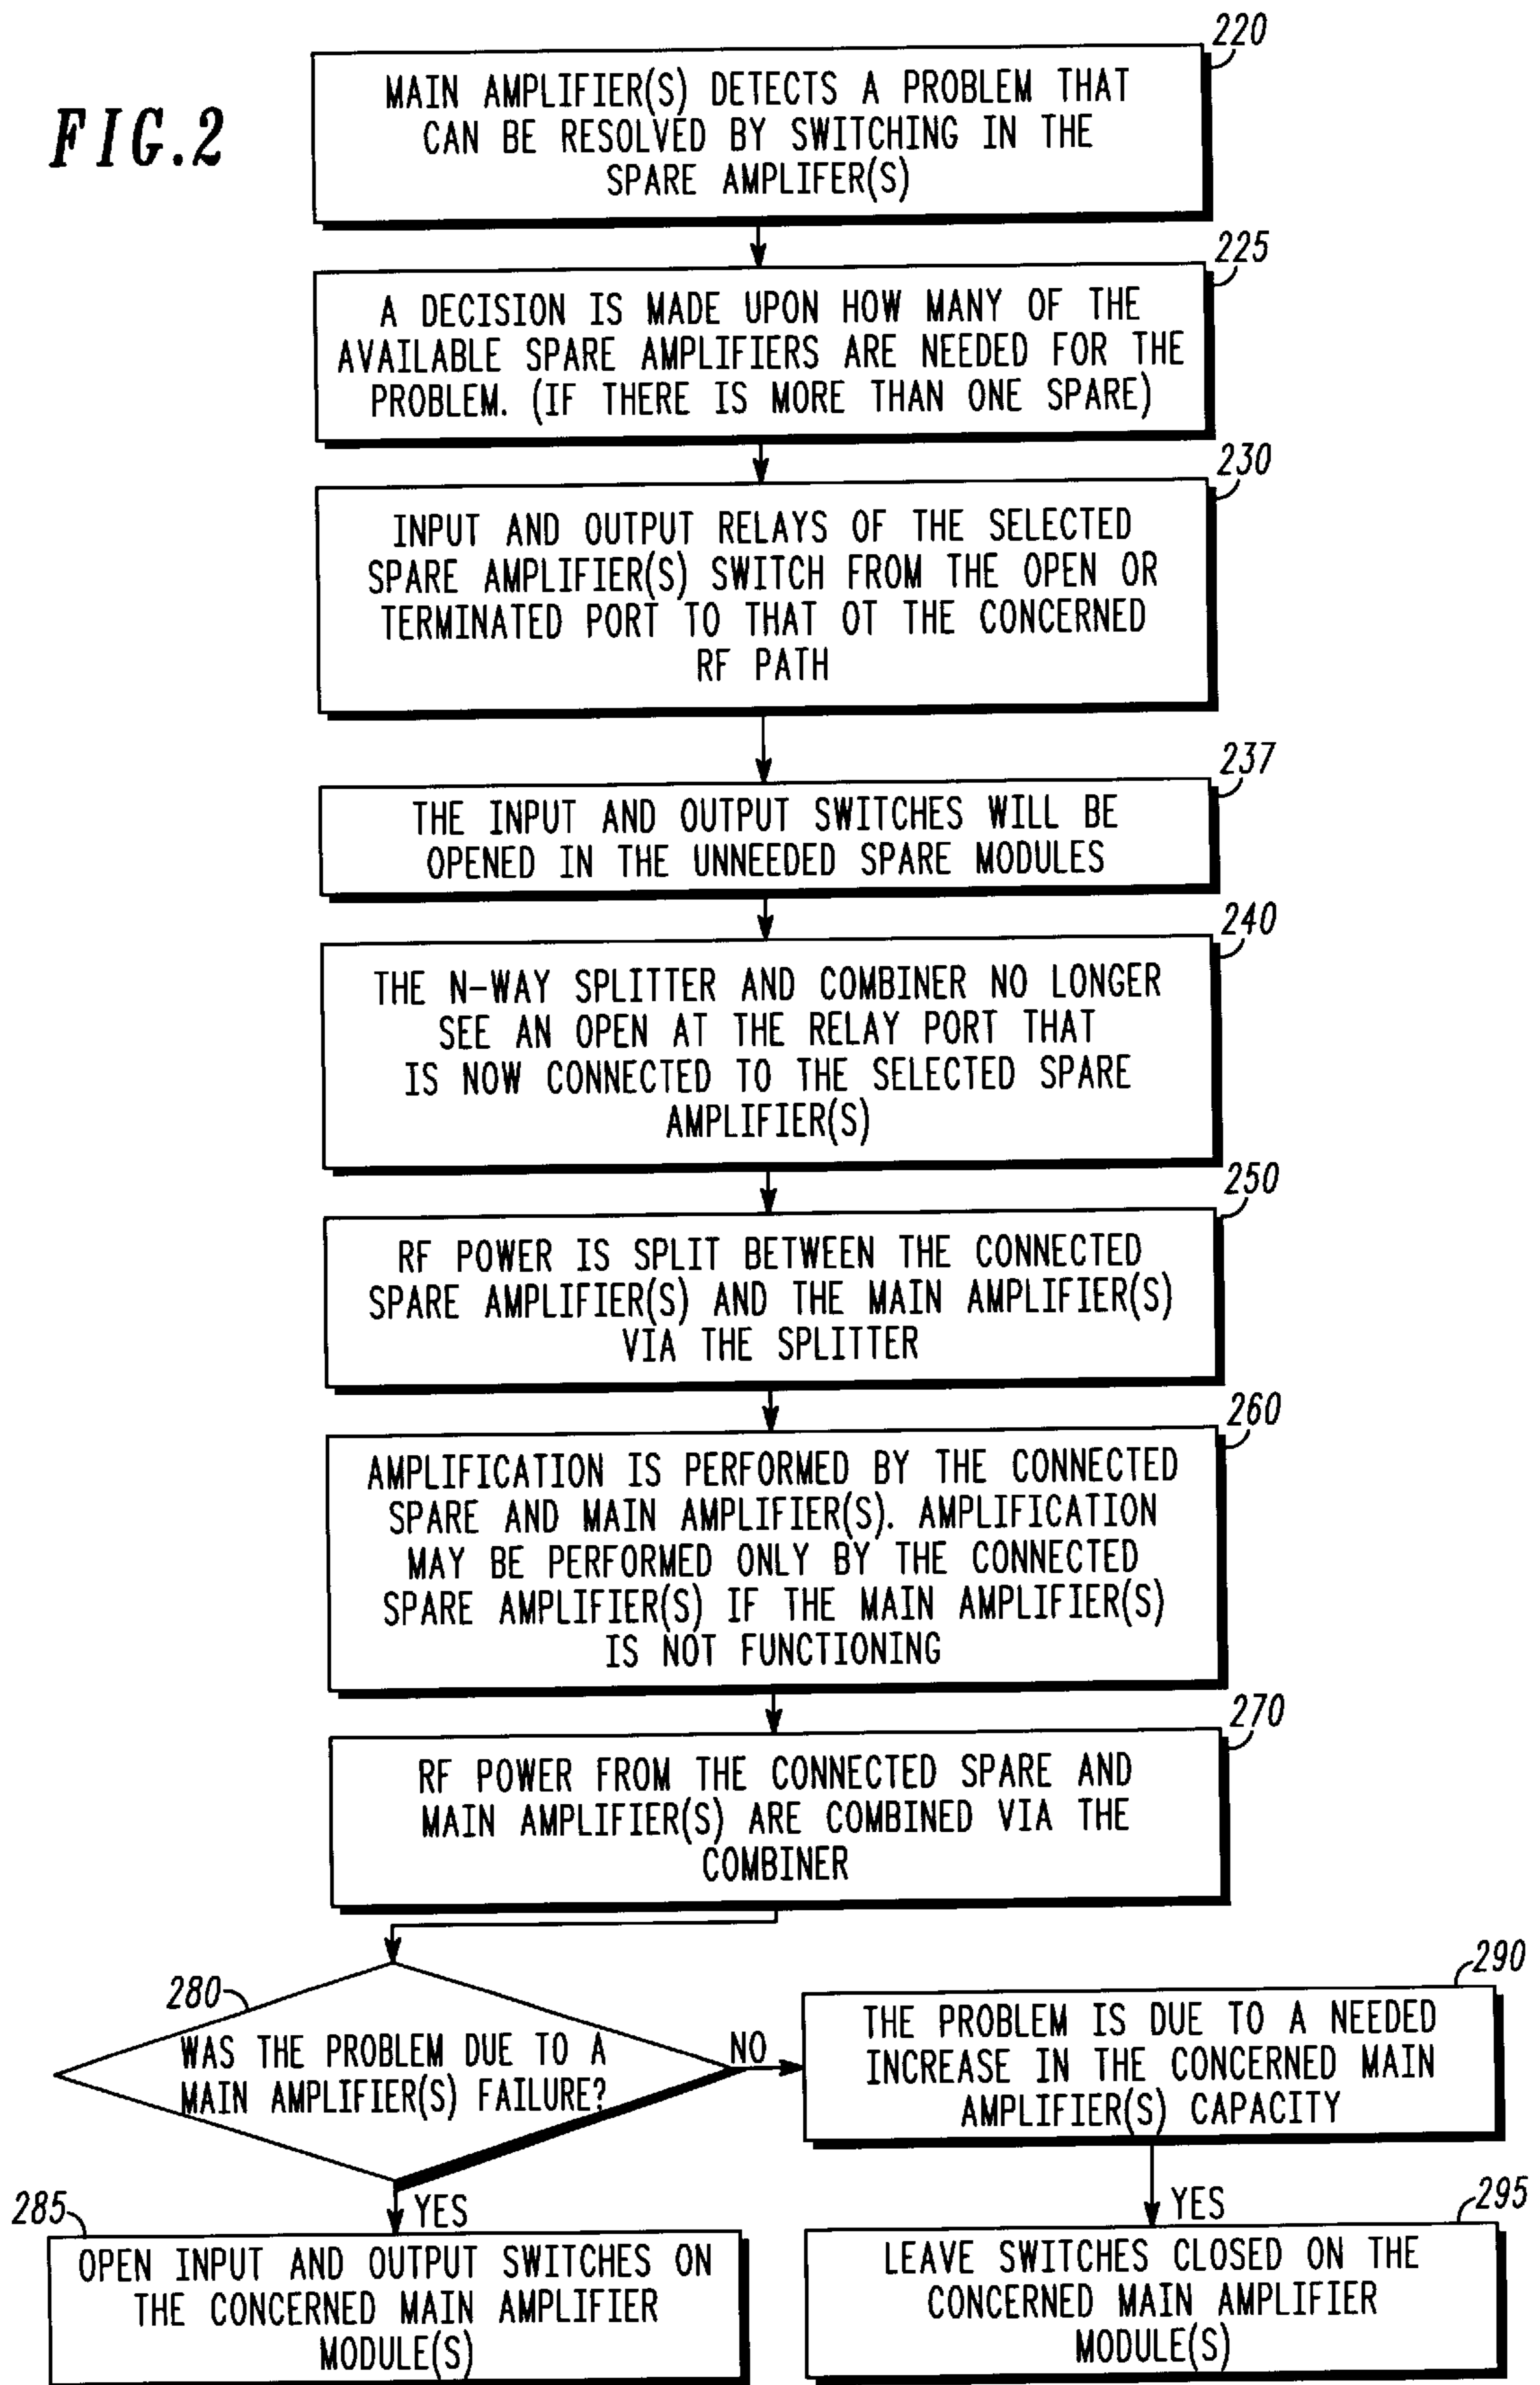 FIG.2
220
MAIN AMPLIFIER(S) DETECTS A PROBLEM THAT
CAN BE RESOLVED BY SWITCHING IN THE
SPARE AMPLIFER(S)
225
A DECISION IS MADE UPON HOW MANY OF THE
AVAILABLE SPARE AMPLIFIERS ARE NEEDED FOR THE
PROBLEM. (IF THERE IS MORE THAN ONE SPARE)
230
INPUT AND OUTPUT RELAYS OF THE SELECTED
SPARE AMPLIFIER(S) SWITCH FROM THE OPEN OR
TERMINATED PORT TO THAT OT THE CONCERNED
RF PATH
237
THE INPUT AND OUTPUT SWITCHES WILL BE
OPENED IN THE UNNEEDED SPARE MODULES
240
THE N-WAY SPLITTER AND COMBINER NO LONGER
SEE AN OPEN AT THE RELAY PORT THAT
IS NOW CONNECTED TO THE SELECTED SPARE
AMPLIFIER(S)
250
RF POWER IS SPLIT BETWEEN THE CONNECTED
SPARE AMPLIFIER(S) AND THE MAIN AMPLIFIER(S)
VIA THE SPLITTER
260
AMPLIFICATION IS PERFORMED BY THE CONNECTED
SPARE AND MAIN AMPLIFIER(S). AMPLIFICATION
MAY BE PERFORMED ONLY BY THE CONNECTED
SPARE AMPLIFIER(S) IF THE MAIN AMPLIFIER(S)
IS NOT FUNCTIONING
270
RF POWER FROM THE CONNECTED SPARE AND
MAIN AMPLIFIER(S) ARE COMBINED VIA THE
COMBINER
280
WAS THE PROBLEM DUE TO A
MAIN AMPLIFIER(S) FAILURE?
NO
290
THE PROBLEM IS DUE TO A NEEDED
INCREASE IN THE CONCERNED MAIN
AMPLIFIER(S) CAPACITY
YES
285
OPEN INPUT AND OUTPUT SWITCHES ON
THE CONCERNED MAIN AMPLIFIER
MODULE(S)
YES
295
LEAVE SWITCHES CLOSED ON THE
CONCERNED MAIN AMPLIFIER
MODULE(S)